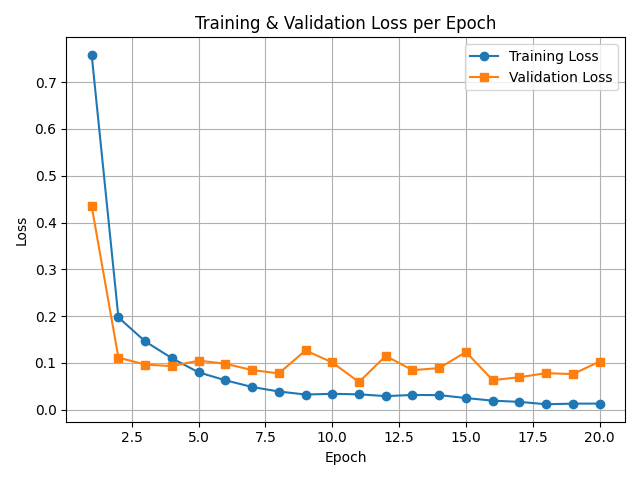 Training & Validation Loss per Epoch
Training Loss
Validation Loss
Loss
0.7
0.6
0.5
0.4
0.3
0.2
0.1
0.0
2.5 5.0 7.5 10.0 12.5 15.0 17.5 20.0
Epoch